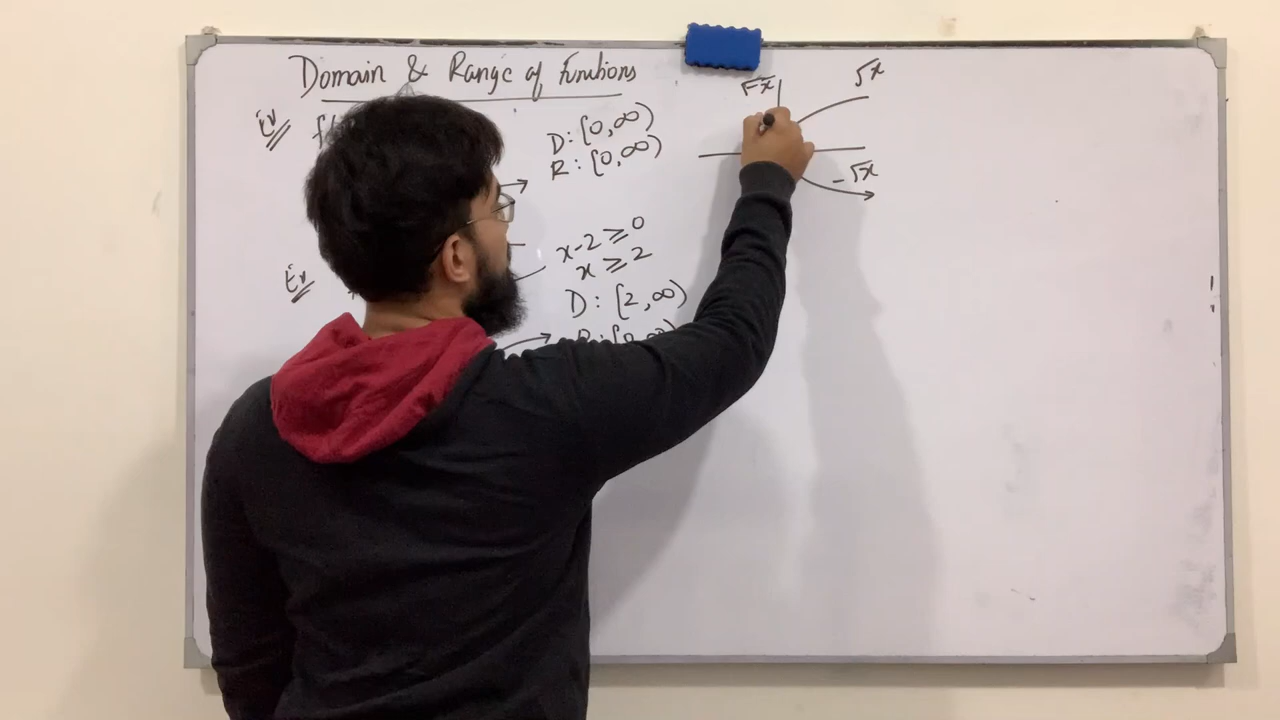 Domain & Range of Functions
Ex
D: [0,∞)
R: [0,∞)
Ex
x-2 ≥ 0
x ≥ 2
D: [2,∞)
√-x
√x
-√x